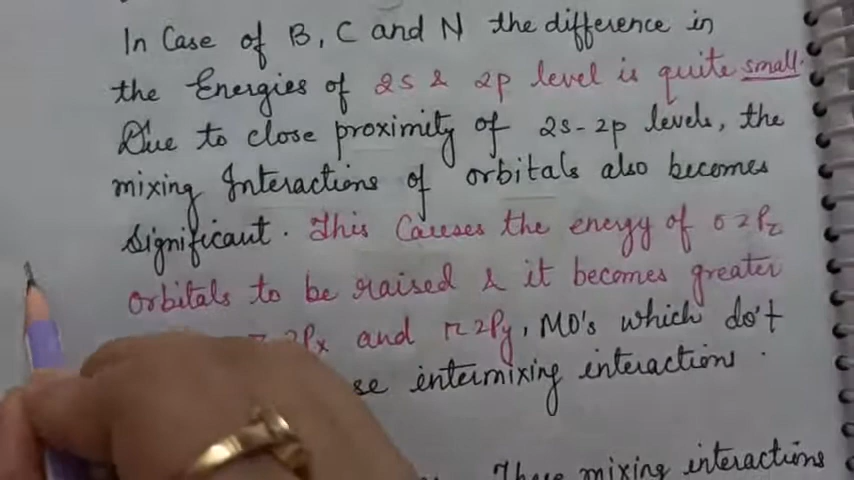 In Case of B, C and N the difference in
the Energies of 2s & 2p level is quite small.
Due to close proximity of 2s-2p levels, the
mixing Interactions of orbitals also becomes
significant. This Causes the energy of σ2Pz
orbitals to be raised & it becomes greater
π2Px and π2Py, MO's which do't
intermixing interactions.
These mixing interactions